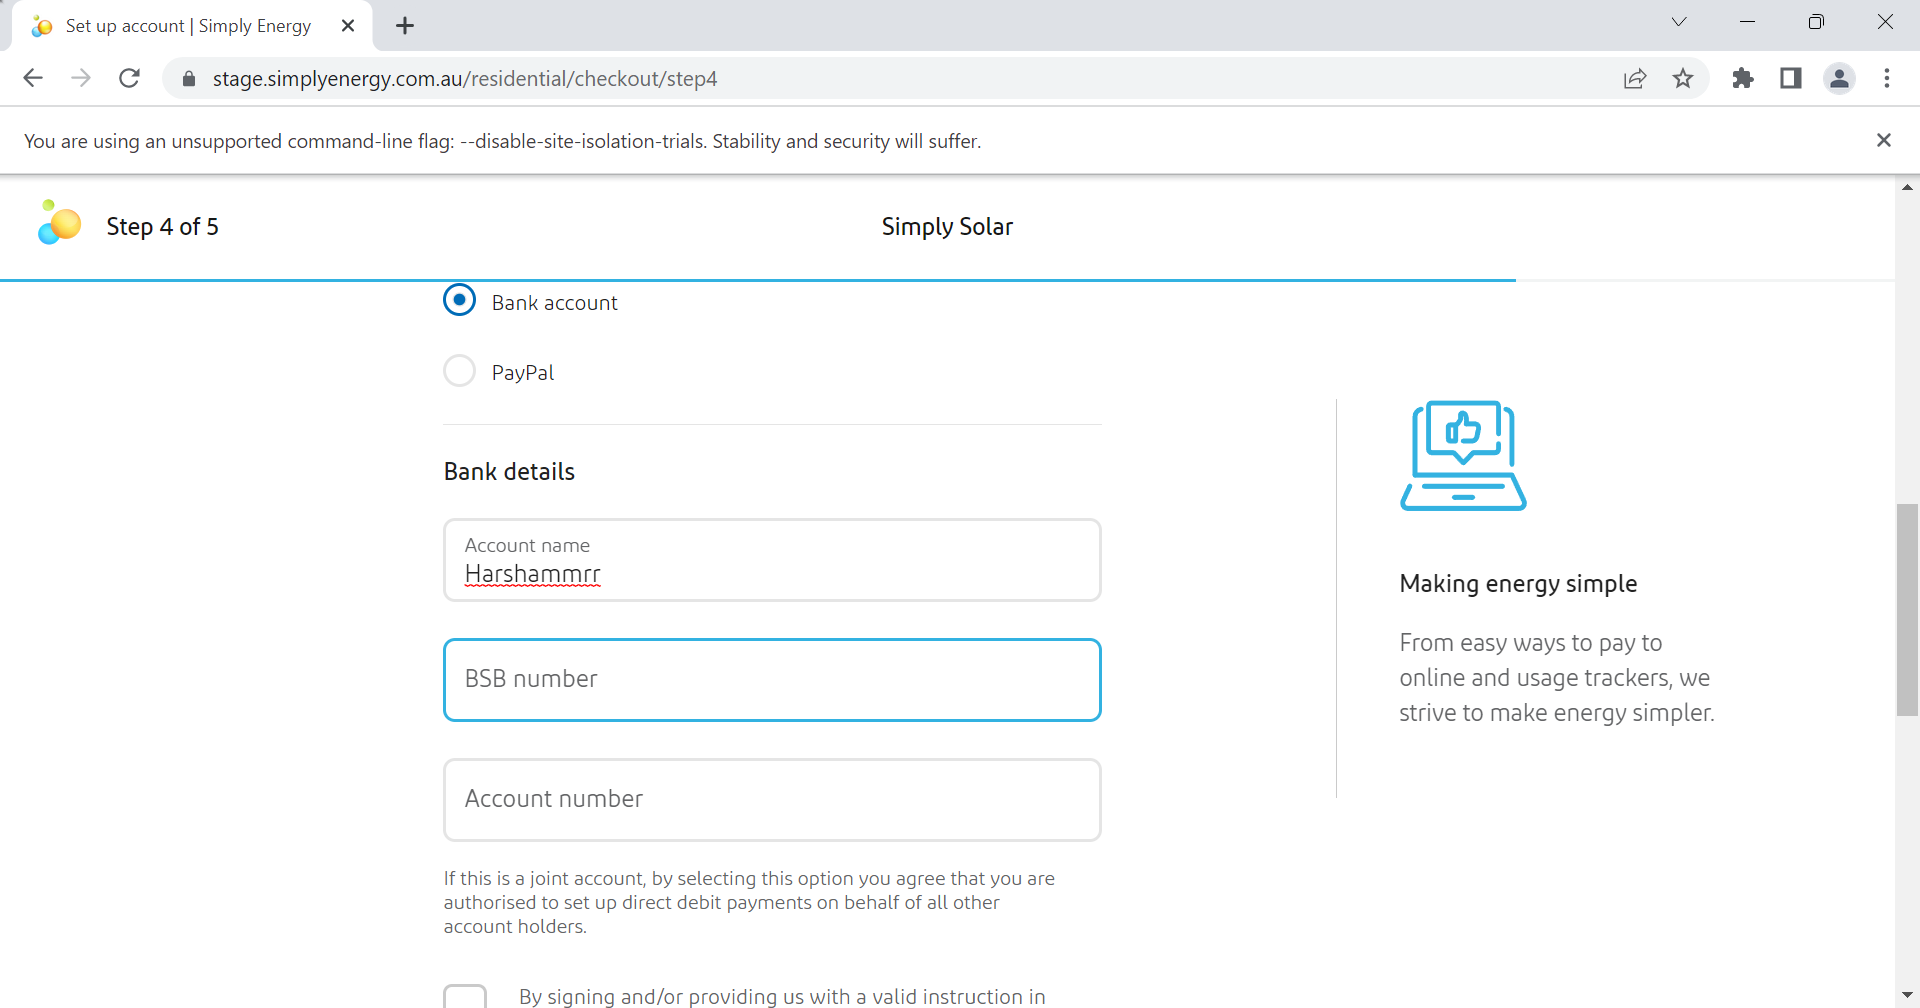 Set up account | Simply Energy
stage.simplyenergy.com.au/residential/checkout/step4
You are using an unsupported command-line flag: --disable-site-isolation-trials. Stability and security will suffer.
Step 4 of 5
Simply Solar
Bank account
PayPal
Bank details
Account name
Harshammrr
BSB number
Account number
If this is a joint account, by selecting this option you agree that you are
authorised to set up direct debit payments on behalf of all other
account holders.
By signing and/or providing us with a valid instruction in
Making energy simple
From easy ways to pay to
online and usage trackers, we
strive to make energy simpler.